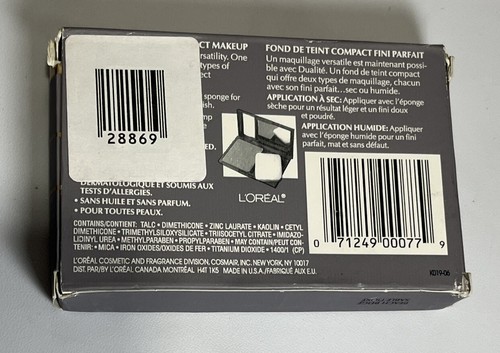 CT MAKEUP
rsatility. One
types of
ect
sponge for
ish.
mp
ED.
28869
DERMATOLOGIQUE ET SOUMIS AUX
TESTS D'ALLERGIES.
• SANS HUILE ET SANS PARFUM.
• POUR TOUTES PEAUX.
FOND DE TEINT COMPACT FINI PARFAIT
Un maquillage versatile est maintenant possi-
ble avec Dualité. Un fond de teint compact
qui offre deux types de maquillage, chacun
avec son fini parfait...sec ou humide.
APPLICATION À SEC: Appliquer avec l'éponge
sèche pour un résultat léger et un fini doux
et poudré.
APPLICATION HUMIDE: Appliquer
avec l'éponge humide pour un fini
parfait, mat et sans défaut.
L'ORÉAL®
0 71249 00077 9
CONTAINS/CONTIENT: TALC • DIMETHICONE • ZINC LAURATE • KAOLIN • CETYL
DIMETHICONE • TRIMETHYLSILOXYSILICATE • TRIISOCETYL CITRATE • IMIDAZO-
LIDINYL UREA • METHYLPARABEN • PROPYLPARABEN • MAY CONTAIN/PEUT CON-
TENIR: • MICA • IRON OXIDES/OXIDES DE FER • TITANIUM DIOXIDE • 1400/1 (CP)
L'ORÉAL COSMETIC AND FRAGRANCE DIVISION, COSMAIR, INC. NEW YORK, NY 10017
DIST. PAR/BY L'ORÉAL CANADA MONTRÉAL H4T 1K5 MADE IN U.S.A./FABRIQUÉ AUX E.U.
KD19-06